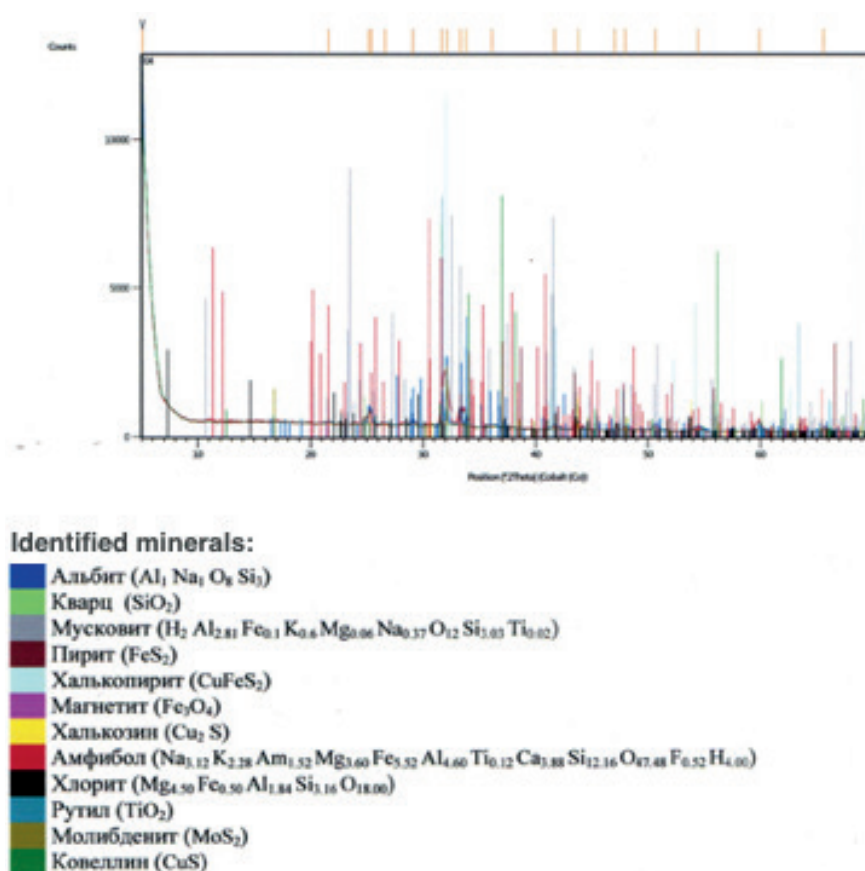 Counts
10000
5000
0
10 20 30 40 50 60
Position [°2Theta] (Cobalt (Co))
Identified minerals:
Альбит (Al₁ Na₁ O₈ Si₃)
Кварц (SiO₂)
Мусковит (H₂ Al₂.₈₁ Fe₀.₁ K₀.₆ Mg₀.₀₆ Na₀.₃₇ O₁₂ Si₃.₀₃ Ti₀.₀₂)
Пирит (FeS₂)
Халькопирит (CuFeS₂)
Магнетит (Fe₃O₄)
Халькозин (Cu₂ S)
Амфибол (Na₃.₁₂ K₂.₂₈ Am₁.₅₂ Mg₃.₆₀ Fe₅.₅₂ Al₄.₆₀ Ti₀.₁₂ Ca₃.₈₈ Si₁₂.₁₆ O₄₇.₄₈ F₀.₅₂ H₄.₀₀)
Хлорит (Mg₄.₅₀ Fe₀.₅₀ Al₁.₈₄ Si₃.₁₆ O₁₈.₀₀)
Рутил (TiO₂)
Молибденит (MoS₂)
Ковеллин (CuS)